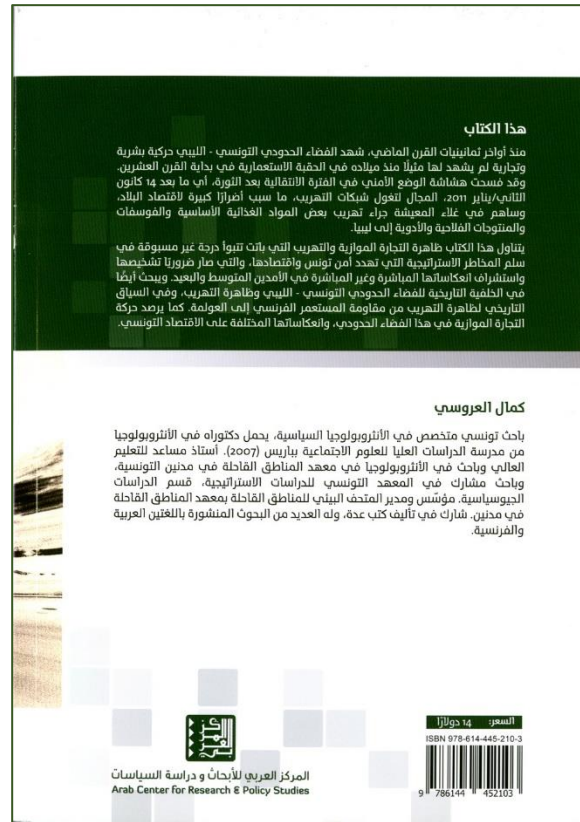 هذا الكتاب
منذ أواخر ثمانينيات القرن الماضي، شهد الفضاء الحدودي التونسي - الليبي حركية بشرية
وتجارية لم يشهد لها مثيلًا منذ ميلاده في الحقبة الاستعمارية في بداية القرن العشرين.
وقد فسحت هشاشة الوضع الأمني في الفترة الانتقالية بعد الثورة، أي ما بعد 14 كانون
الثاني/يناير 2011، المجال لتغول شبكات التهريب، ما سبب أضرارًا كبيرة لاقتصاد البلاد،
وساهم في غلاء المعيشة جراء تهريب بعض المواد الغذائية الأساسية والفوسفات
والمنتوجات الفلاحية والأدوية إلى ليبيا.
يتناول هذا الكتاب ظاهرة التجارة الموازية والتهريب التي باتت تتبوأ درجة غير مسبوقة في
سلم المخاطر الاستراتيجية التي تهدد أمن تونس واقتصادها، والتي صار ضروريًا تشخيصها
واستشراف انعكاساتها المباشرة وغير المباشرة في الأمدين المتوسط والبعيد. ويبحث أيضًا
في الخلفية التاريخية للفضاء الحدودي التونسي - الليبي وظاهرة التهريب، وفي السياق
التاريخي لظاهرة التهريب من مقاومة المستعمر الفرنسي إلى العولمة. كما يرصد حركة
التجارة الموازية في هذا الفضاء الحدودي، وانعكاساتها المختلفة على الاقتصاد التونسي.
كمال العروسي
باحث تونسي متخصص في الأنثروبولوجيا السياسية، يحمل دكتوراه في الأنثروبولوجيا
من مدرسة الدراسات العليا للعلوم الاجتماعية بباريس (2007). أستاذ مساعد للتعليم
العالي وباحث في الأنثروبولوجيا في معهد المناطق القاحلة في مدنين التونسية،
وباحث مشارك في المعهد التونسي للدراسات الاستراتيجية، قسم الدراسات
الجيوسياسية. مؤسّس ومدير المتحف البيئي للمناطق القاحلة بمعهد المناطق القاحلة
في مدنين. شارك في تأليف كتب عدة، وله العديد من البحوث المنشورة باللغتين العربية
والفرنسية.
السعر: 14 دولارًا
ISBN 978-614-445-210-3
9 786144 452103
المركز العربي للأبحاث و دراسة السياسات
Arab Center for Research & Policy Studies